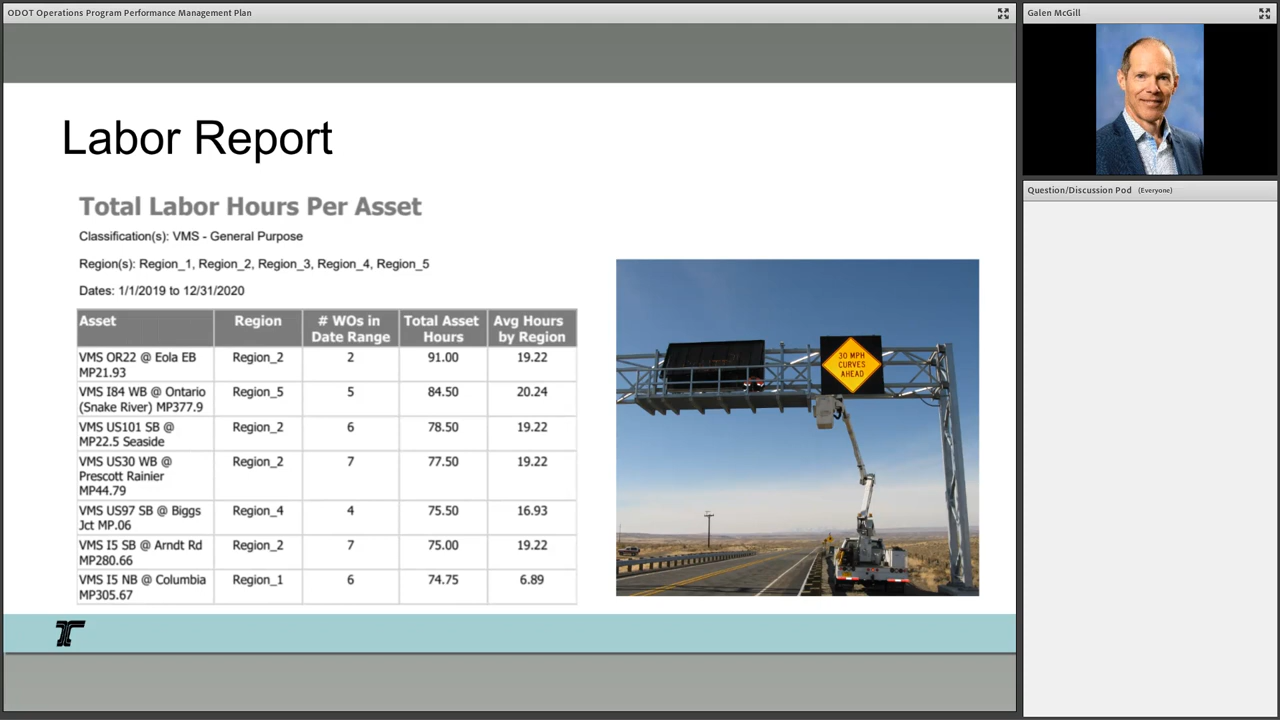 ODOT Operations Program Performance Management Plan
Galen McGill
Labor Report
Total Labor Hours Per Asset
Classification(s): VMS - General Purpose
Region(s): Region_1, Region_2, Region_3, Region_4, Region_5
Dates: 1/1/2019 to 12/31/2020
Asset Region # WOs in Date Range Total Asset Hours Avg Hours by Region
VMS OR22 @ Eola EB MP21.93 Region_2 2 91.00 19.22
VMS I84 WB @ Ontario (Snake River) MP377.9 Region_5 5 84.50 20.24
VMS US101 SB @ MP22.5 Seaside Region_2 6 78.50 19.22
VMS US30 WB @ Prescott Rainier MP44.79 Region_2 7 77.50 19.22
VMS US97 SB @ Biggs Jct MP.06 Region_4 4 75.50 16.93
VMS I5 SB @ Arndt Rd MP280.66 Region_2 7 75.00 19.22
VMS I5 NB @ Columbia MP305.67 Region_1 6 74.75 6.89
30 MPH
CURVES
AHEAD
Question/Discussion Pod (Everyone)